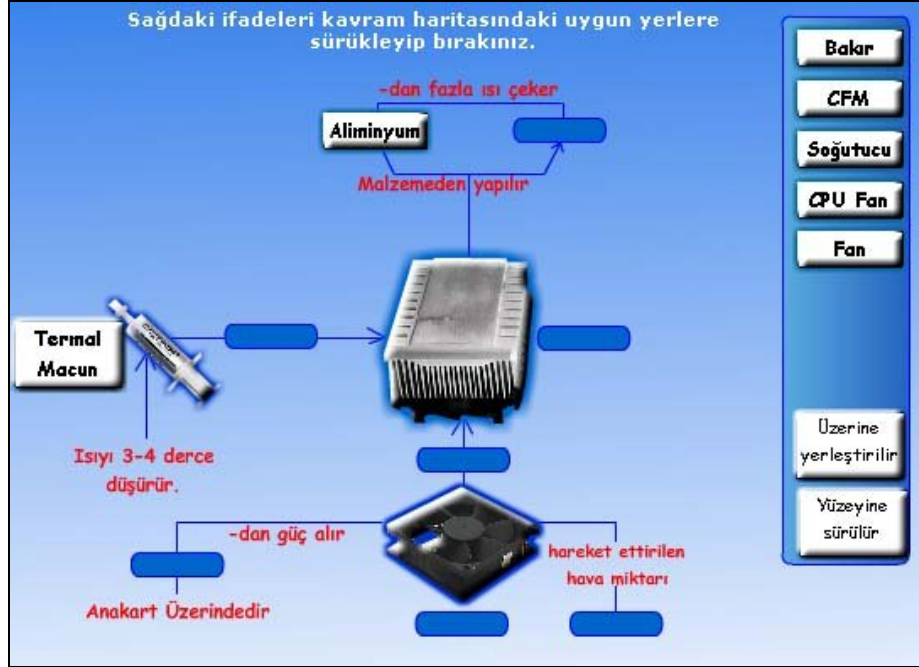 Sağdaki ifadeleri kavram haritasındaki uygun yerlere
sürükleyip bırakınız.
-dan fazla ısı çeker
Aliminyum
Malzemeden yapılır
Termal
Macun
Isıyı 3-4 derce
düşürür.
-dan güç alır
hareket ettirilen
hava miktarı
Anakart Üzerindedir
Bakır
CFM
Soğutucu
CPU Fan
Fan
Üzerine
yerleştirilir
Yüzeyine
sürülür